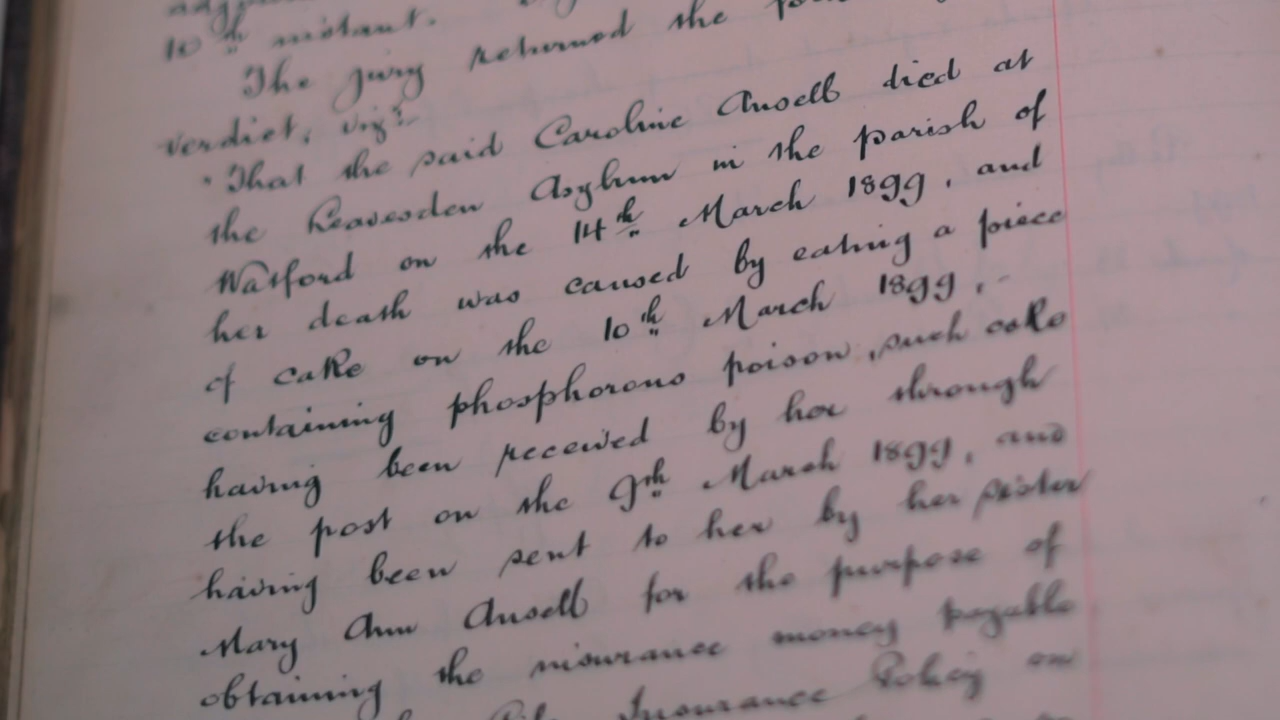 10th instant.
The jury returned the
verdict, vizt:
"That the said Caroline Ansell died at
the Leavesden Asylum in the parish of
Watford on the 14th March 1899, and
her death was caused by eating a piece
of cake on the 10th March 1899,
containing phosphorous poison, such cake
having been received by her through
the post on the 9th March 1899, and
having been sent to her by her sister
Mary Ann Ansell for the purpose of
obtaining the insurance money payable
Insurance Policy on